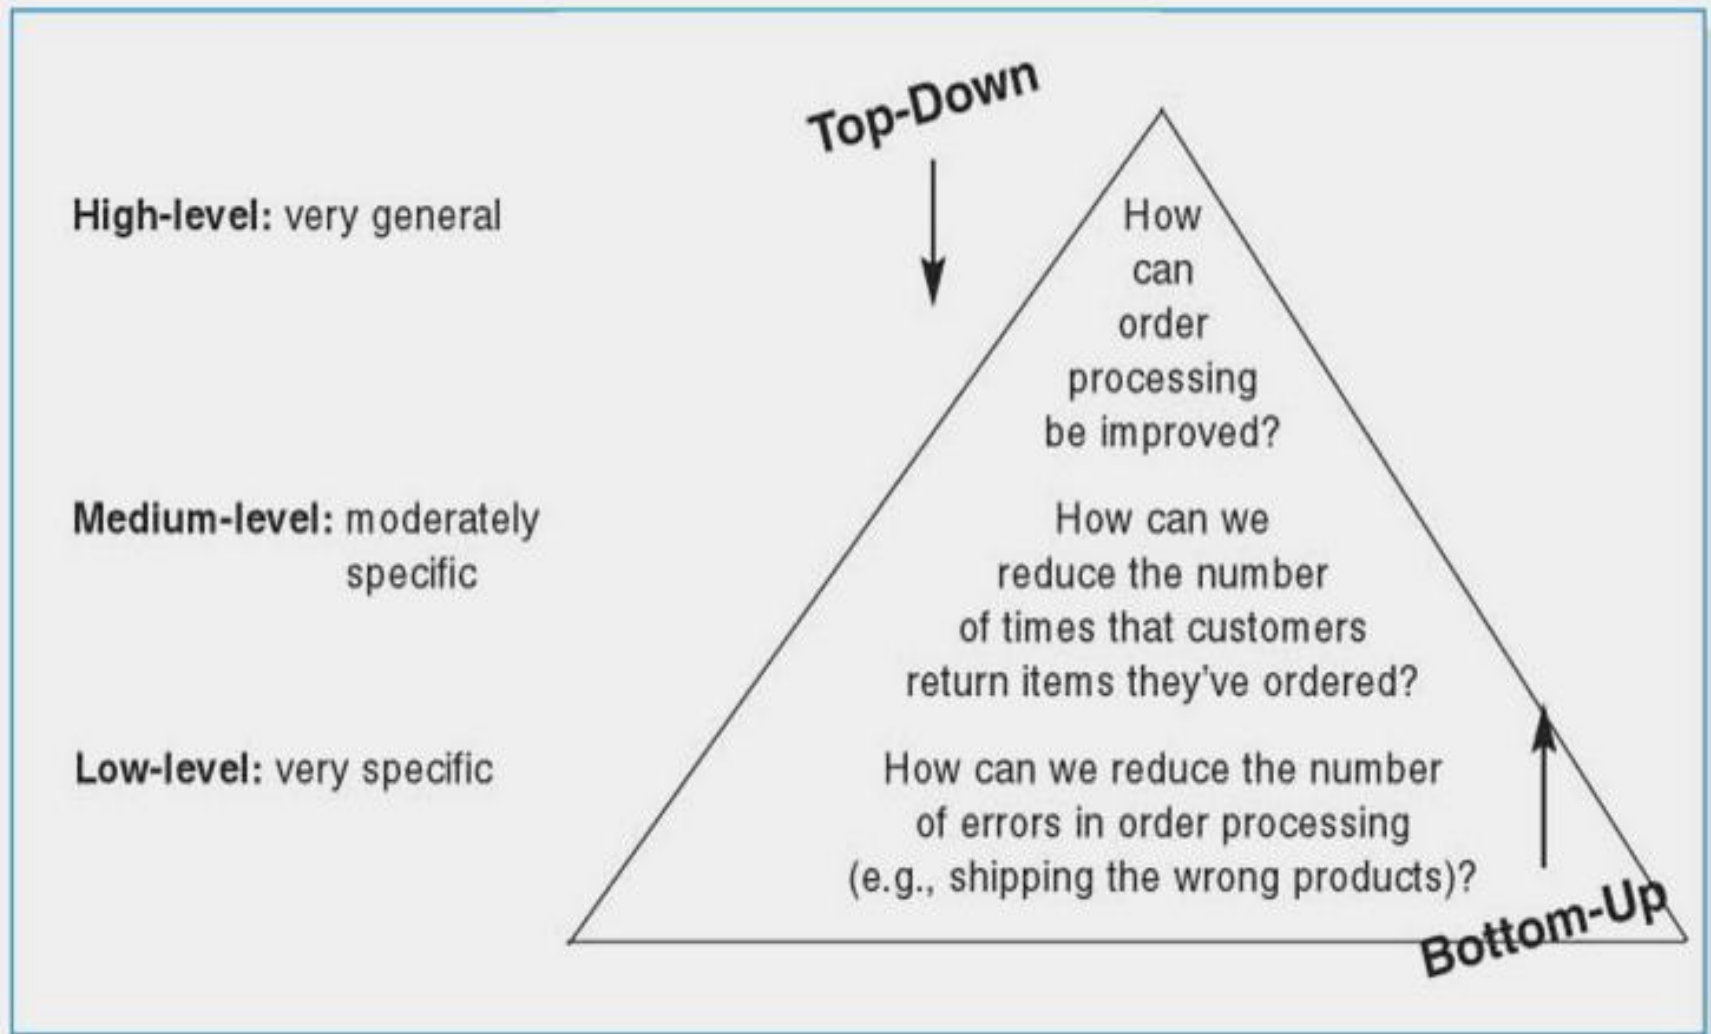 Top-Down
High-level: very general
How
can
order
processing
be improved?
Medium-level: moderately
specific
How can we
reduce the number
of times that customers
return items they've ordered?
Low-level: very specific
How can we reduce the number
of errors in order processing
(e.g., shipping the wrong products)?
Bottom-Up